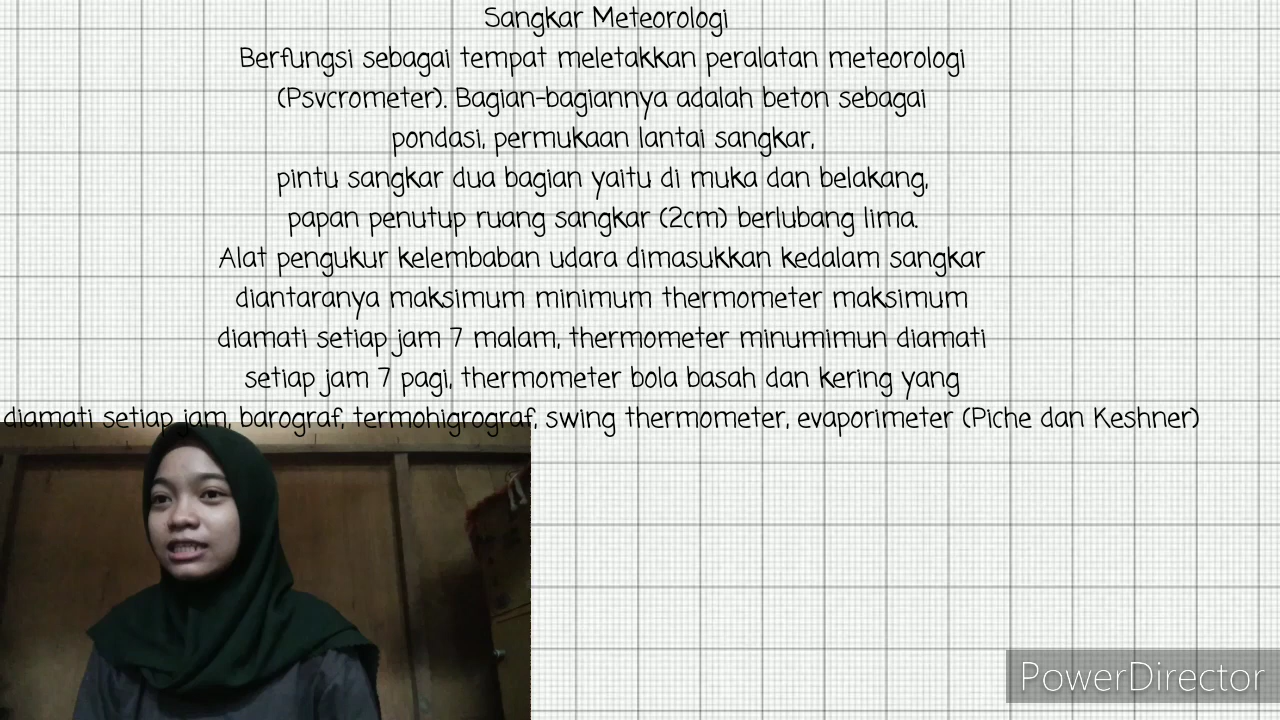 Sangkar Meteorologi
Berfungsi sebagai tempat meletakkan peralatan meteorologi
(Psvcrometer). Bagian-bagiannya adalah beton sebagai
pondasi, permukaan lantai sangkar,
pintu sangkar dua bagian yaitu di muka dan belakang,
papan penutup ruang sangkar (2cm) berlubang lima.
Alat pengukur kelembaban udara dimasukkan kedalam sangkar
diantaranya maksimum minimum thermometer maksimum
diamati setiap jam 7 malam, thermometer minumimun diamati
setiap jam 7 pagi, thermometer bola basah dan kering yang
diamati setiap jam, barograf, termohigrograf, swing thermometer, evaporimeter (Piche dan Keshner)
PowerDirector